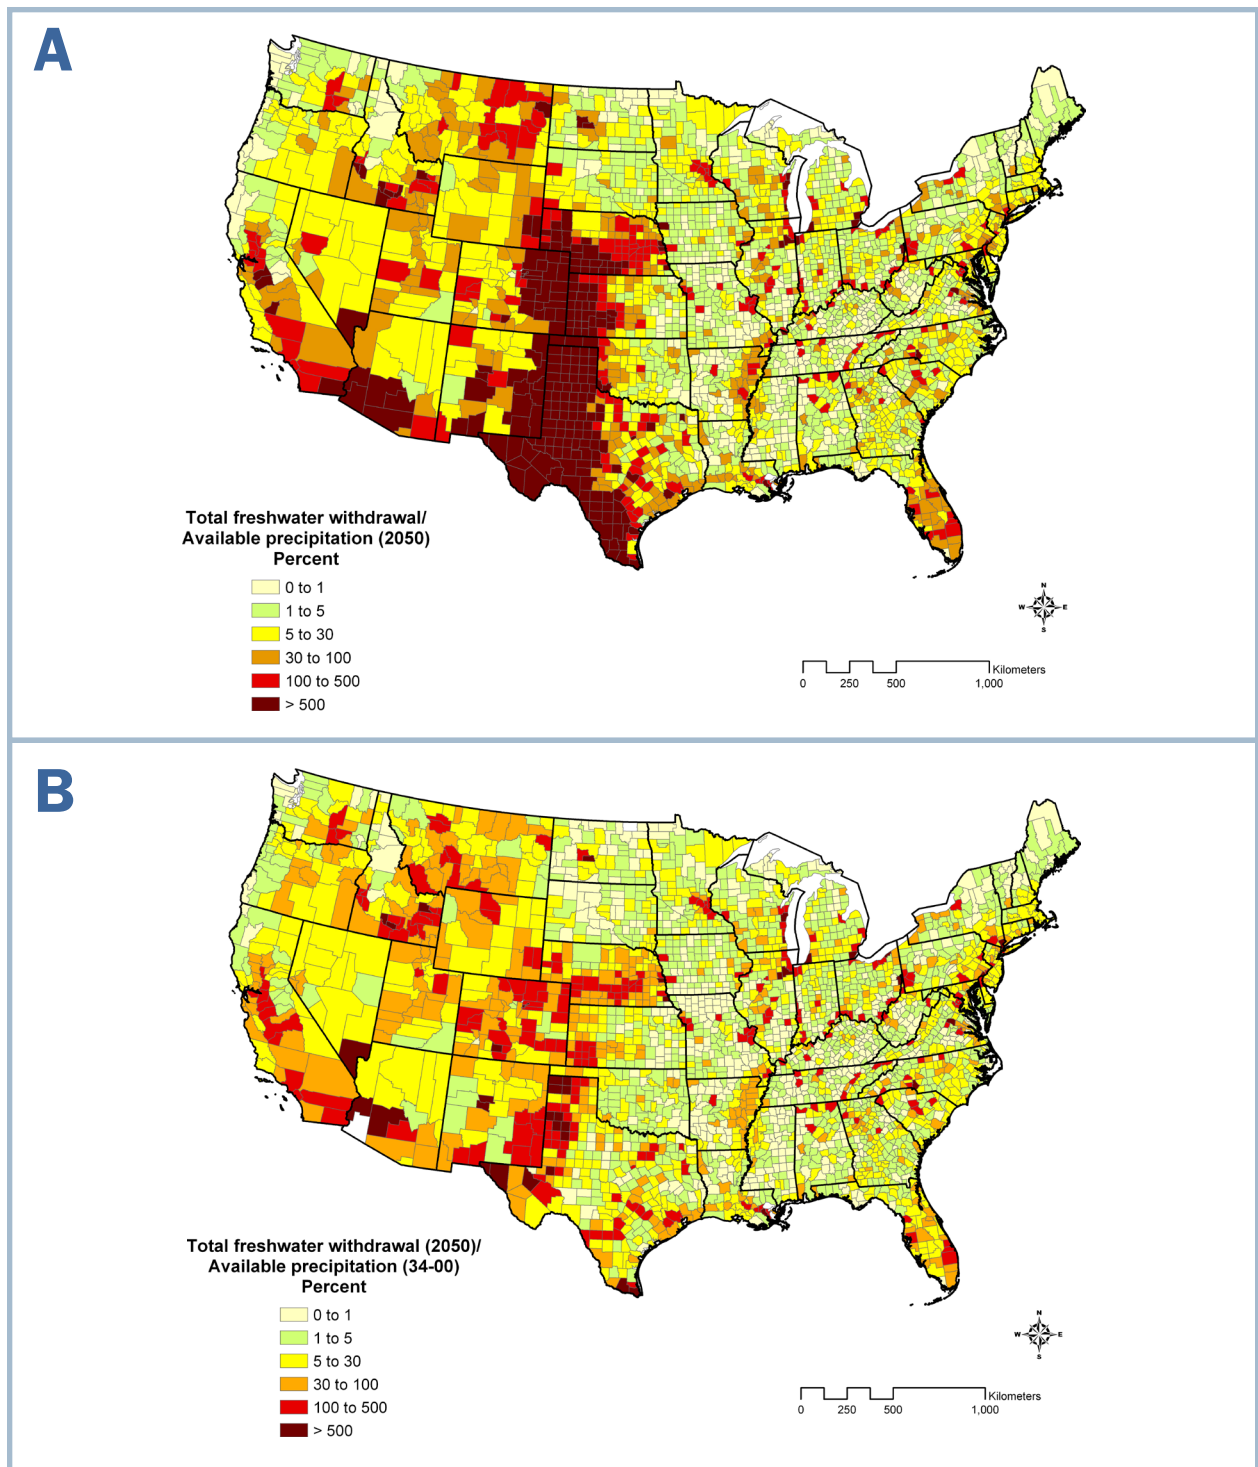 A
Total freshwater withdrawal/
Available precipitation (2050)
Percent
0 to 1
1 to 5
5 to 30
30 to 100
100 to 500
> 500
N
W E
S
Kilometers
0 250 500 1,000
B
Total freshwater withdrawal (2050)/
Available precipitation (34-00)
Percent
0 to 1
1 to 5
5 to 30
30 to 100
100 to 500
> 500
N
W E
S
Kilometers
0 250 500 1,000